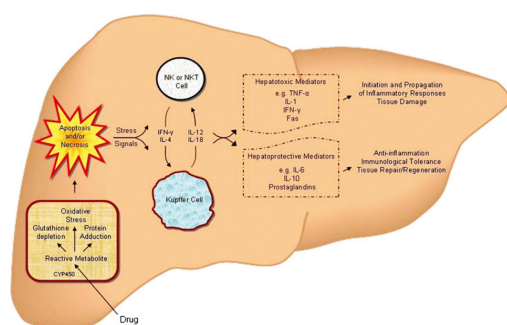 NK or NKT
Cell
Hepatotoxic Mediators
e.g. TNF-α
IL-1
IFN-γ
Fas
Initiation and Propagation
of Inflammatory Responses
Tissue Damage
Apoptosis
and/or
Necrosis
Stress
Signals
IFN-γ
IL-4
IL-12
IL-18
Hepatoprotective Mediators
e.g. IL-6
IL-10
Prostaglandins
Anti-inflammation
Immunological Tolerance
Tissue Repair/Regeneration
Kupffer Cell
Oxidative
Stress
Glutathione
depletion
Protein
Adduction
Reactive Metabolite
CYP450
Drug